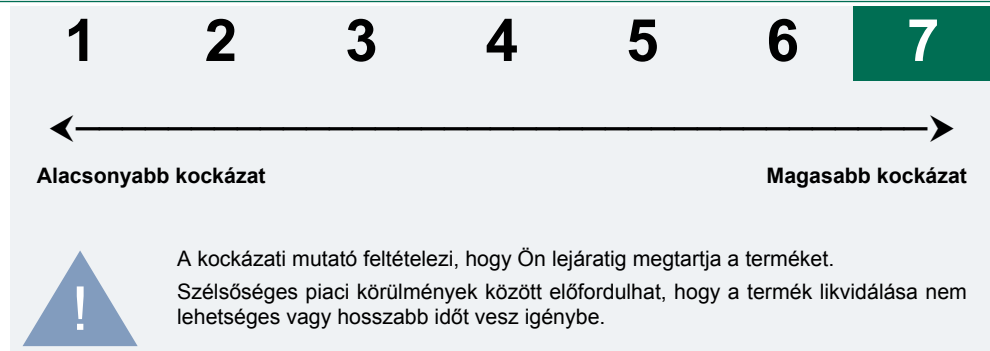 1 2 3 4 5 6 7
Alacsonyabb kockázat Magasabb kockázat
A kockázati mutató feltételezi, hogy Ön lejáratig megtartja a terméket.
Szélsőséges piaci körülmények között előfordulhat, hogy a termék likvidálása nem
lehetséges vagy hosszabb időt vesz igénybe.
!